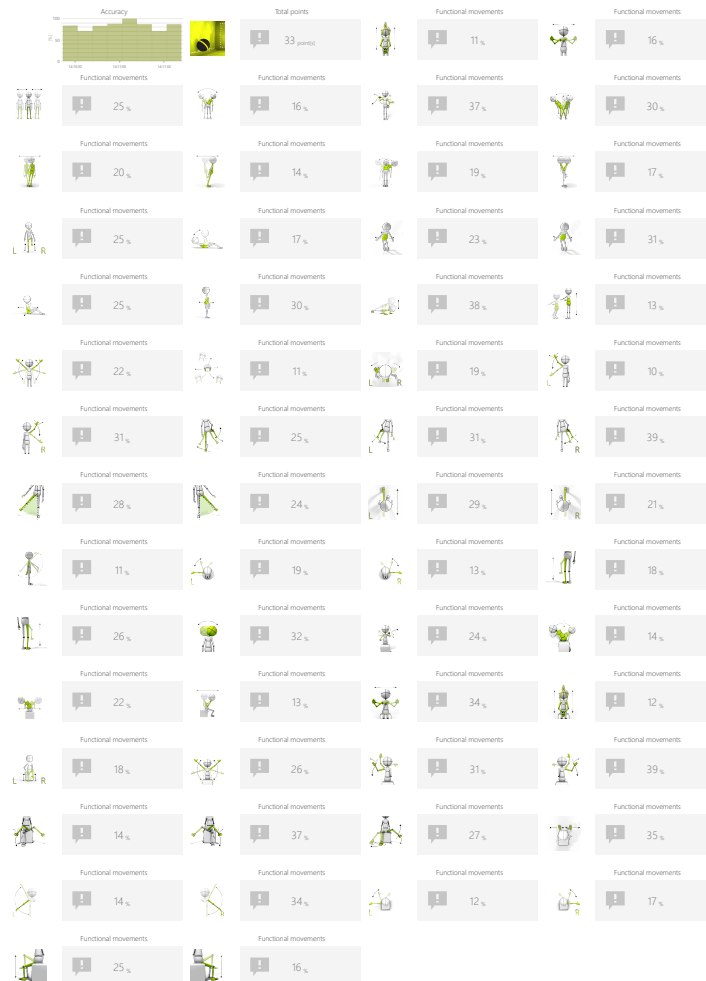 Accuracy
Total points
Functional movements
Functional movements
100
50
0
[%]
33 point(s)
11 %
16 %
Functional movements
Functional movements
Functional movements
Functional movements
25 %
16 %
37 %
30 %
Functional movements
Functional movements
Functional movements
Functional movements
20 %
14 %
19 %
17 %
Functional movements
Functional movements
Functional movements
Functional movements
L R
25 %
17 %
23 %
31 %
Functional movements
Functional movements
Functional movements
Functional movements
25 %
30 %
38 %
13 %
Functional movements
Functional movements
Functional movements
Functional movements
22 %
11 %
L R
19 %
L
10 %
Functional movements
Functional movements
Functional movements
Functional movements
R
31 %
25 %
31 %
39 %
Functional movements
Functional movements
Functional movements
Functional movements
28 %
24 %
L
29 %
R
21 %
Functional movements
Functional movements
Functional movements
Functional movements
11 %
L
19 %
R
13 %
18 %
Functional movements
Functional movements
Functional movements
Functional movements
26 %
32 %
24 %
14 %
Functional movements
Functional movements
Functional movements
Functional movements
22 %
13 %
34 %
12 %
Functional movements
Functional movements
Functional movements
Functional movements
L R
18 %
26 %
31 %
39 %
Functional movements
Functional movements
Functional movements
Functional movements
14 %
37 %
27 %
35 %
Functional movements
Functional movements
Functional movements
Functional movements
L
14 %
R
34 %
L
12 %
R
17 %
Functional movements
Functional movements
25 %
16 %